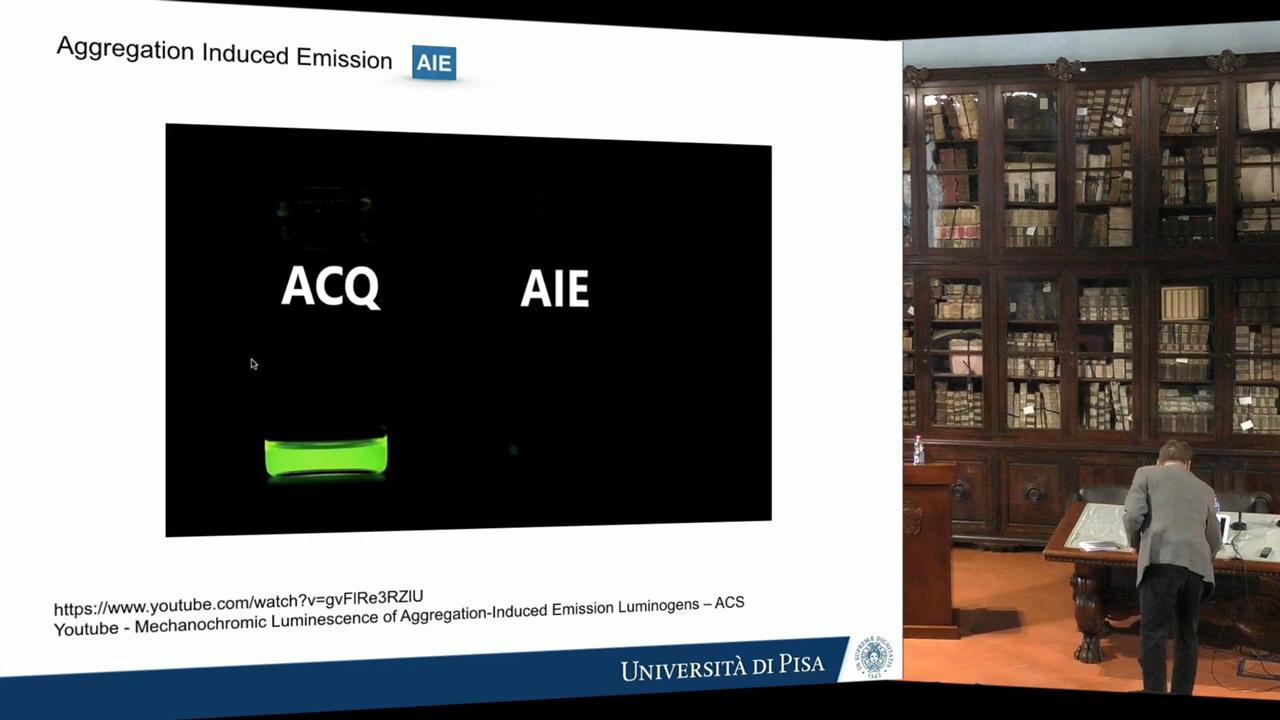 Aggregation Induced Emission AIE
ACQ AIE
https://www.youtube.com/watch?v=gvFlRe3RZlU
Youtube - Mechanochromic Luminescence of Aggregation-Induced Emission Luminogens – ACS
UNIVERSITÀ DI PISA